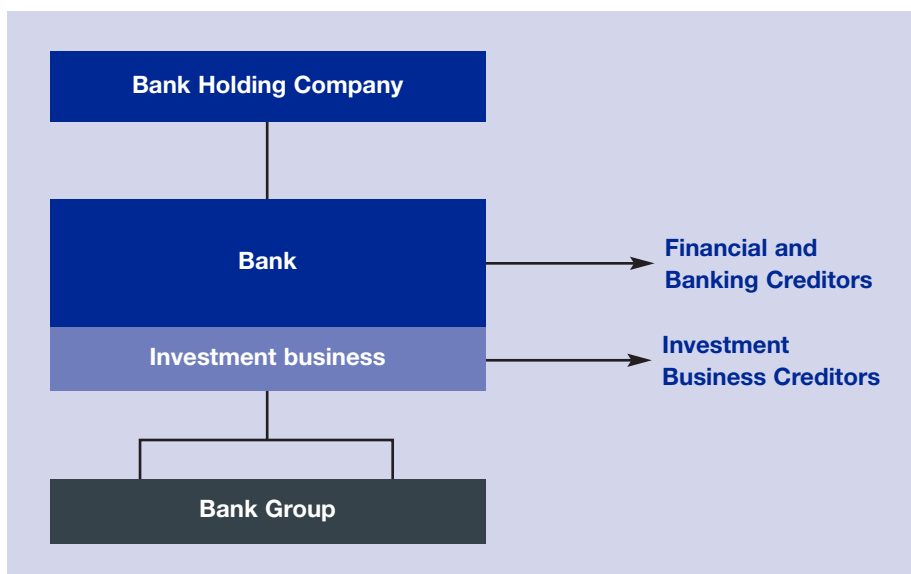 Bank Holding Company
Bank
Financial and
Banking Creditors
Investment business
Investment
Business Creditors
Bank Group